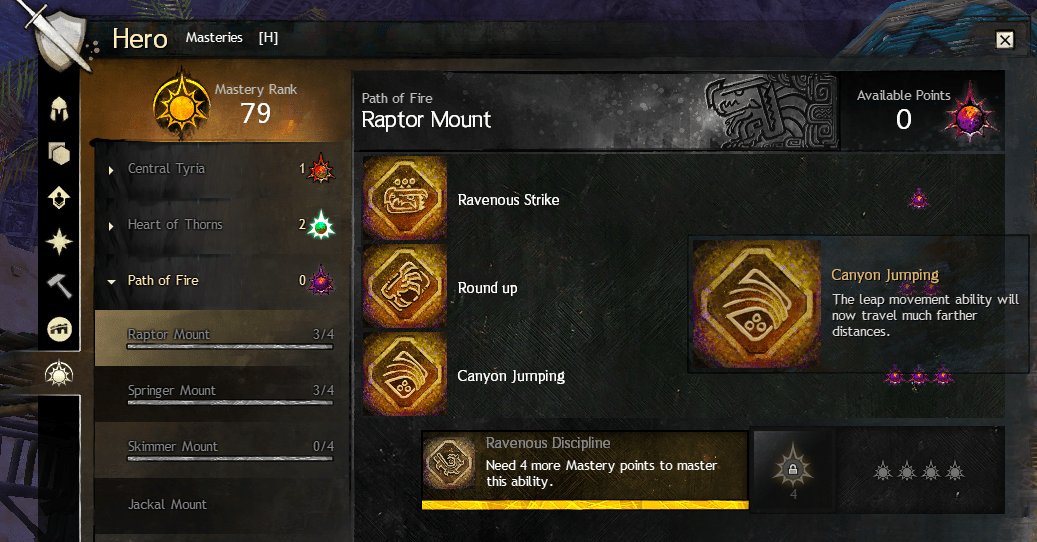 Hero Masteries [H]
Mastery Rank
79
Path of Fire
Raptor Mount
Available Points
0
Central Tyria 1
Heart of Thorns 2
Path of Fire 0
Raptor Mount 3/4
Springer Mount 3/4
Skimmer Mount 0/4
Jackal Mount
Ravenous Strike
Round up
Canyon Jumping
Canyon Jumping
The leap movement ability will
now travel much farther
distances.
Ravenous Discipline
Need 4 more Mastery points to master
this ability.
4